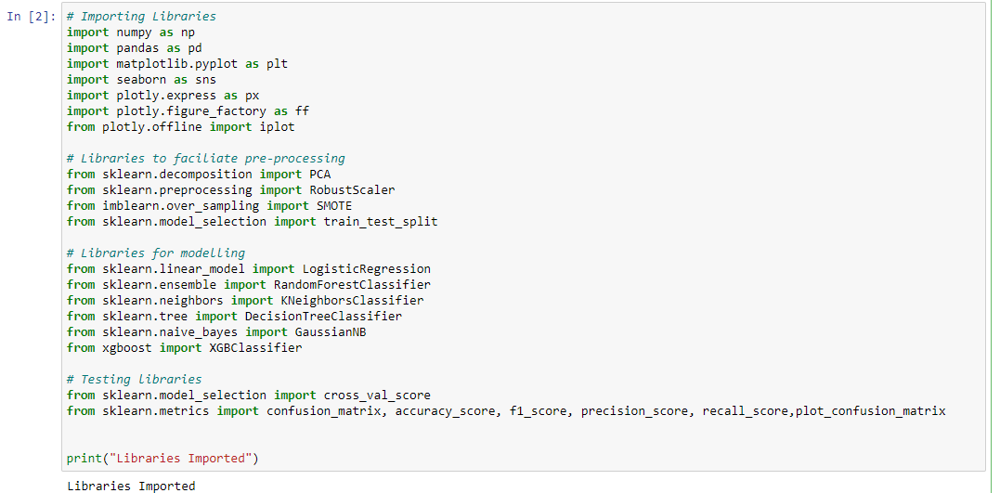 In [2]: # Importing Libraries
import numpy as np
import pandas as pd
import matplotlib.pyplot as plt
import seaborn as sns
import plotly.express as px
import plotly.figure_factory as ff
from plotly.offline import iplot
# Libraries to faciliate pre-processing
from sklearn.decomposition import PCA
from sklearn.preprocessing import RobustScaler
from imblearn.over_sampling import SMOTE
from sklearn.model_selection import train_test_split
# Libraries for modelling
from sklearn.linear_model import LogisticRegression
from sklearn.ensemble import RandomForestClassifier
from sklearn.neighbors import KNeighborsClassifier
from sklearn.tree import DecisionTreeClassifier
from sklearn.naive_bayes import GaussianNB
from xgboost import XGBClassifier
# Testing libraries
from sklearn.model_selection import cross_val_score
from sklearn.metrics import confusion_matrix, accuracy_score, f1_score, precision_score, recall_score,plot_confusion_matrix
print("Libraries Imported")
Libraries Imported